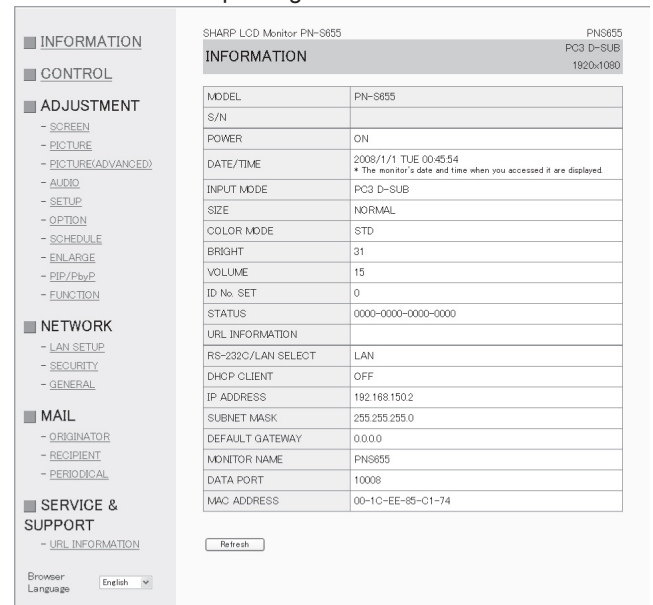 INFORMATION
CONTROL
ADJUSTMENT
- SCREEN
- PICTURE
- PICTURE(ADVANCED)
- AUDIO
- SETUP
- OPTION
- SCHEDULE
- ENLARGE
- PIP/PbyP
- FUNCTION
NETWORK
- LAN SETUP
- SECURITY
- GENERAL
MAIL
- ORIGINATOR
- RECIPIENT
- PERIODICAL
SERVICE &
SUPPORT
- URL INFORMATION
Browser
Language English
SHARP LCD Monitor PN-S655 PNS655
INFORMATION PC3 D-SUB
1920x1080
MODEL PN-S655
S/N
POWER ON
DATE/TIME 2008/1/1 TUE 00:45:54
* The monitor's date and time when you accessed it are displayed.
INPUT MODE PC3 D-SUB
SIZE NORMAL
COLOR MODE STD
BRIGHT 31
VOLUME 15
ID No. SET 0
STATUS 0000-0000-0000-0000
URL INFORMATION
RS-232C/LAN SELECT LAN
DHCP CLIENT OFF
IP ADDRESS 192.168.150.2
SUBNET MASK 255.255.255.0
DEFAULT GATEWAY 0.0.0.0
MONITOR NAME PNS655
DATA PORT 10008
MAC ADDRESS 00-1C-EE-85-C1-74
Refresh